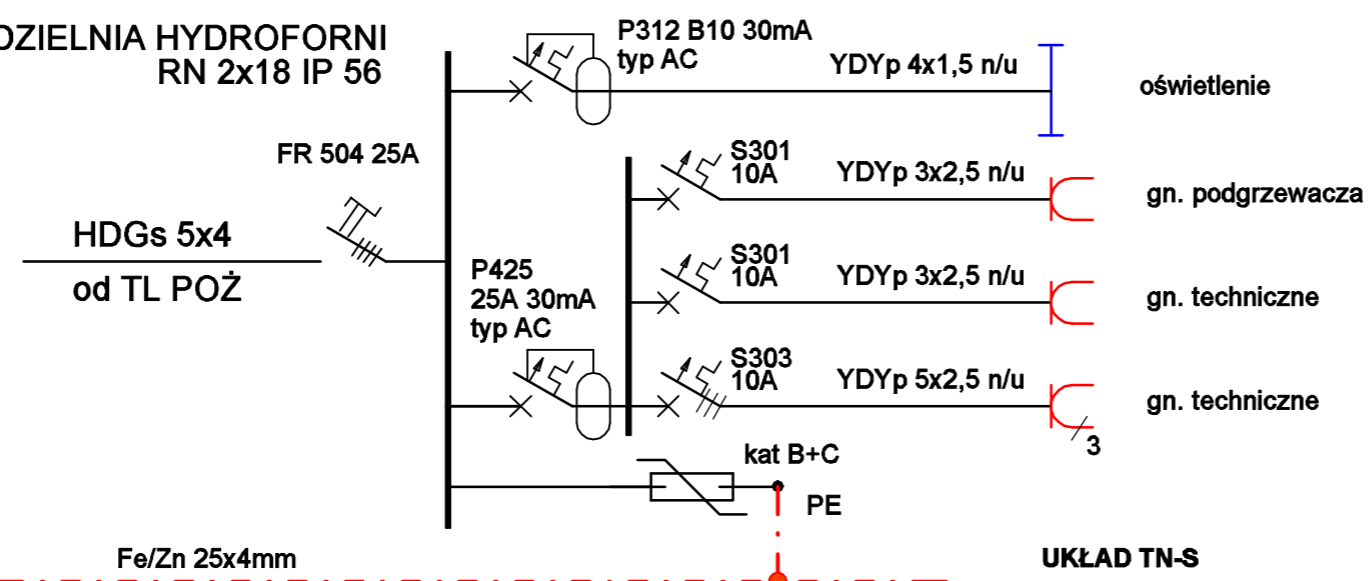 DZIELNIA HYDROFORNI
RN 2x18 IP 56
P312 B10 30mA
typ AC
YDYp 4x1,5 n/u
oświetlenie
FR 504 25A
S301
10A
YDYp 3x2,5 n/u
gn. podgrzewacza
HDGs 5x4
od TL POŻ
P425
25A 30mA
typ AC
S301
10A
YDYp 3x2,5 n/u
gn. techniczne
S303
10A
YDYp 5x2,5 n/u
gn. techniczne
3
kat B+C
PE
Fe/Zn 25x4mm
UKŁAD TN-S